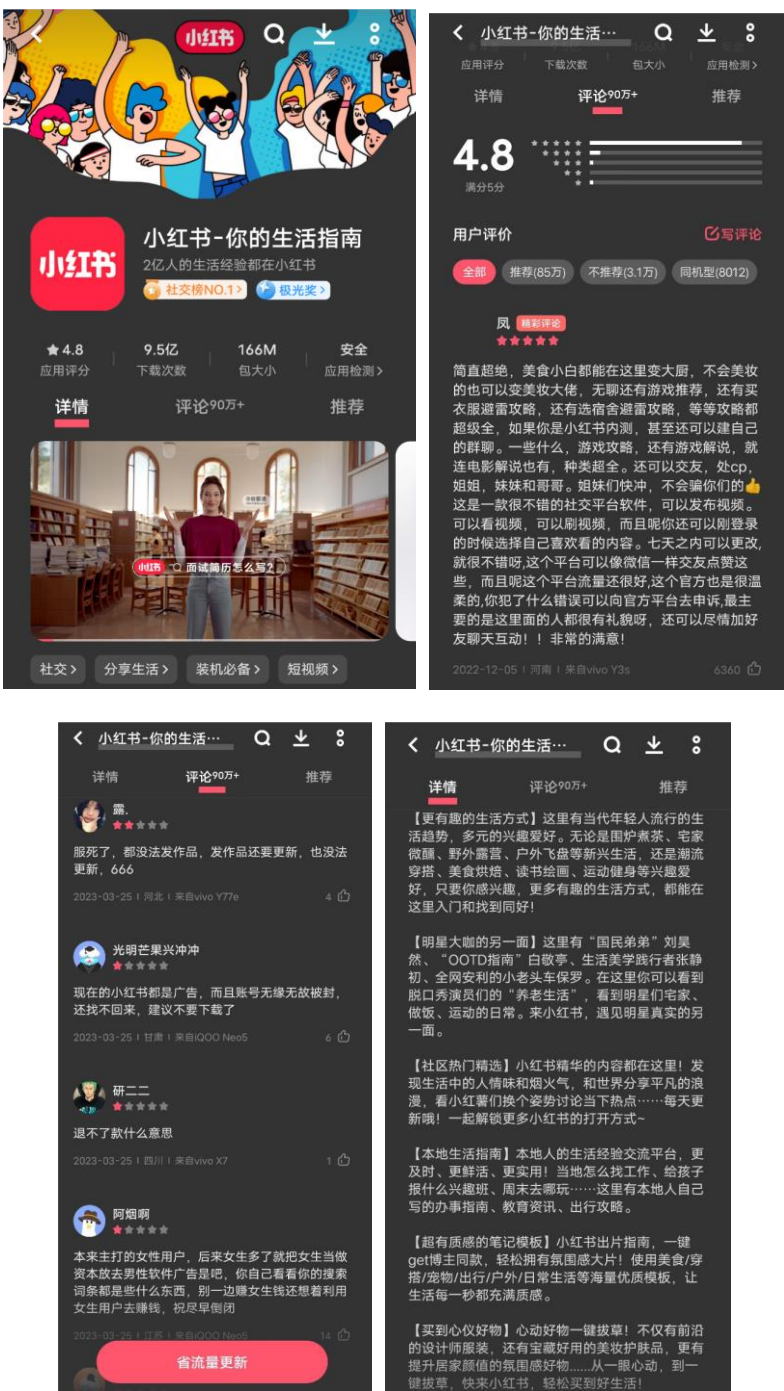 小红书
小红书
小红书-你的生活指南
2亿人的生活经验都在小红书
社交榜NO.1>
极光奖>
★4.8
9.5亿
166M
安全
应用评分
下载次数
包大小
应用检测>
详情
评论90万+
推荐
小红书
面试简历怎么写?
社交>
分享生活>
装机必备>
短视频>
小红书-你的生活…
应用评分
下载次数
包大小
应用检测>
详情
评论90万+
推荐
4.8
满分5分
用户评价
写评论
全部
推荐(85万)
不推荐(3.1万)
同机型(8012)
凤
精彩评论
简直超绝，美食小白都能在这里变大厨，不会美妆
的也可以变美妆大佬，无聊还有游戏推荐，还有买
衣服避雷攻略，还有选宿舍避雷攻略，等等攻略都
超级全，如果你是小红书内测，甚至还可以建自己
的群聊。一些什么，游戏攻略，还有游戏解说，就
连电影解说也有，种类超全。还可以交友，处cp，
姐姐，妹妹和哥哥。姐妹们快冲，不会骗你们的👍
这是一款很不错的社交平台软件，可以发布视频。
可以看视频，可以刷视频，而且呢你还可以刚登录
的时候选择自己喜欢看的内容。七天之内可以更改,
就很不错呀,这个平台可以像微信一样交友点赞这
些，而且呢这个平台流量还很好,这个官方也是很温
柔的,你犯了什么错误可以向官方平台去申诉,最主
要的是这里面的人都很有礼貌呀，还可以尽情加好
友聊天互动！！非常的满意！
2022-12-05 | 河南 | 来自vivo Y3s
6360
小红书-你的生活…
详情
评论90万+
推荐
露.
服死了，都没法发作品，发作品还要更新，也没法
更新，666
2023-03-25 | 河北 | 来自vivo Y77e
4
光明芒果兴冲冲
现在的小红书都是广告，而且账号无缘无故被封，
还找不回来，建议不要下载了
2023-03-25 | 甘肃 | 来自iQOO Neo5
6
研二二
退不了款什么意思
2023-03-25 | 四川 | 来自vivo X7
1
阿烟啊
本来主打的女性用户，后来女生多了就把女生当做
资本放去男性软件广告是吧，你自己看看你的搜索
词条都是些什么东西，别一边赚女生钱还想着利用
女生用户去赚钱，祝尽早倒闭
2023-03-25 | 江苏 | 来自iQOO Neo5
14
省流量更新
小红书-你的生活…
详情
评论90万+
推荐
【更有趣的生活方式】这里有当代年轻人流行的生
活趋势，多元的兴趣爱好。无论是围炉煮茶、宅家
微醺、野外露营、户外飞盘等新兴生活，还是潮流
穿搭、美食烘焙、读书绘画、运动健身等兴趣爱
好，只要你感兴趣，更多有趣的生活方式，都能在
这里入门和找到同好！
【明星大咖的另一面】这里有“国民弟弟”刘昊
然、“OOTD指南”白敬亭、生活美学践行者张静
初、全网安利的小老头车保罗。在这里你可以看到
脱口秀演员们的“养老生活”，看到明星们宅家、
做饭、运动的日常。来小红书，遇见明星真实的另
一面。
【社区热门精选】小红书精华的内容都在这里！发
现生活中的人情味和烟火气，和世界分享平凡的浪
漫，看小红薯们换个姿势讨论当下热点……每天更
新哦！一起解锁更多小红书的打开方式~
【本地生活指南】本地人的生活经验交流平台，更
及时、更鲜活、更实用！当地怎么找工作、给孩子
报什么兴趣班、周末去哪玩……这里有本地人自己
写的办事指南、教育资讯、出行攻略。
【超有质感的笔记模板】小红书出片指南，一键
get博主同款，轻松拥有氛围感大片！使用美食/穿
搭/宠物/出行/户外/日常生活等海量优质模板，让
生活每一秒都充满质感。
【买到心仪好物】心动好物一键拔草！不仅有前沿
的设计师服装，还有宝藏好用的美妆护肤品，更有
提升居家颜值的氛围感好物......从一眼心动，到一
键拔草，快来小红书，轻松买到好生活！